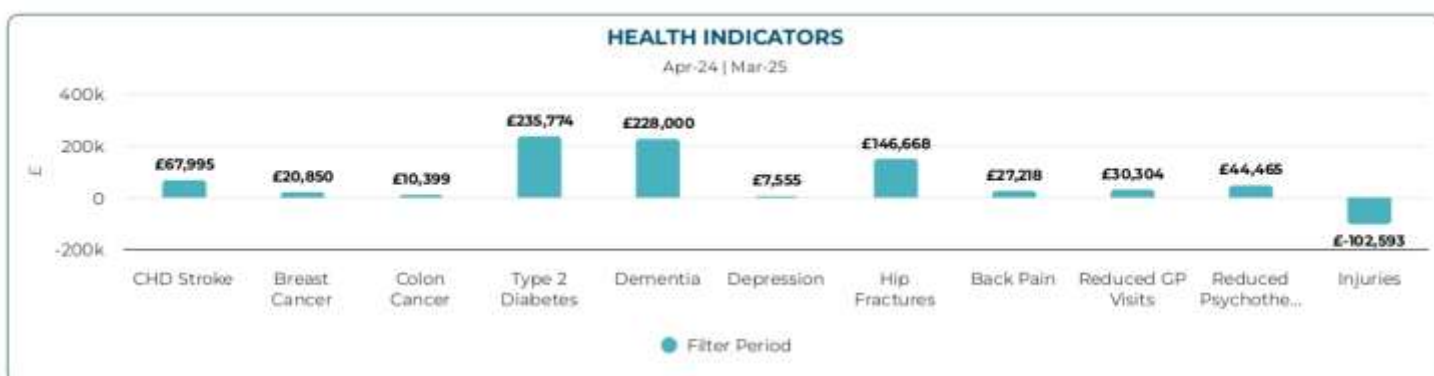 HEALTH INDICATORS
Apr-24 | Mar-25
£
400k
200k
0
-200k
£67,995
£20,850
£10,399
£235,774
£228,000
£7,555
£146,668
£27,218
£30,304
£44,465
£-102,593
CHD Stroke
Breast
Cancer
Colon
Cancer
Type 2
Diabetes
Dementia
Depression
Hip
Fractures
Back Pain
Reduced GP
Visits
Reduced
Psychothe...
Injuries
Filter Period